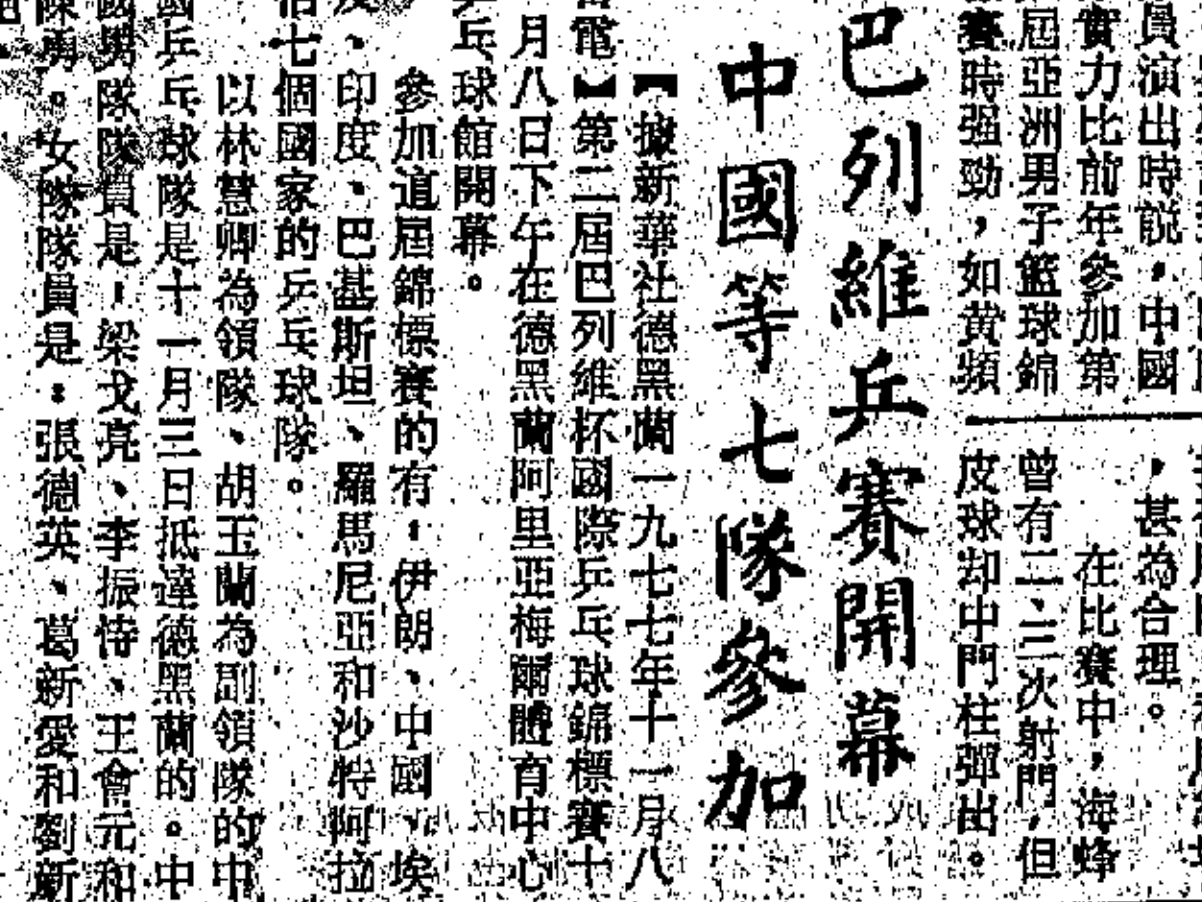 員演出時説，中國
實力比前年參加第
屆亞洲男子籃球錦
賽時强勁，如黄頻
，甚為合理。
在比賽中，海蜂
曾有二、三次射門，但
皮球却中門柱彈出。
巴列維乒賽開幕
中國等七隊參加
【據新華社德黑蘭一九七七年十一月八
電】第二屆巴列維杯國際乒乓球錦標賽十
月八日下午在德黑蘭阿里亞梅爾體育中心
乒乓球館開幕。
參加這屆錦標賽的有，伊朗、中國、埃
、印度、巴基斯坦、羅馬尼亞和沙特阿拉
伯七個國家的乒乓球隊。
以林慧卿為領隊、胡玉蘭為副領隊的中
國乒乓球隊是十一月三日抵達德黑蘭的。中
國男隊隊員是，梁戈亮、李振恃、王會元和
陳勇。女隊隊員是：張德英、葛新愛和劉新